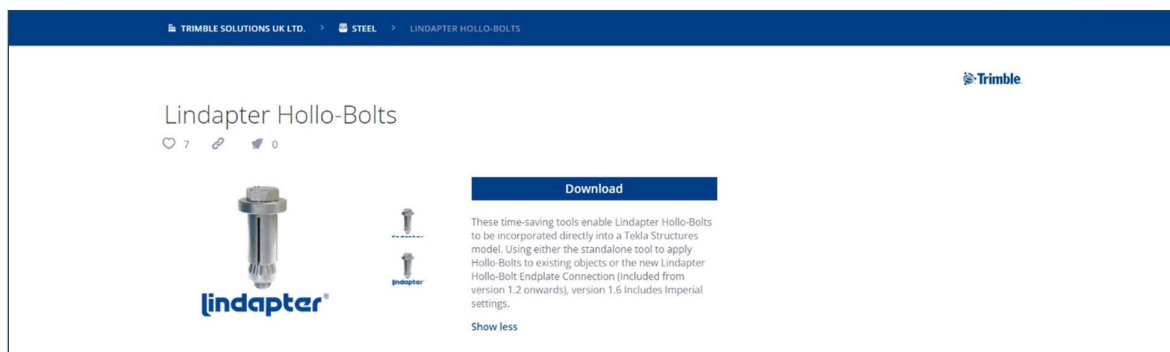 TRIMBLE SOLUTIONS UK LTD. > STEEL > LINDAPTER HOLLO-BOLTS
Trimble
Lindapter Hollo-Bolts
7 0
lindapter®
lindapter
Download
These time-saving tools enable Lindapter Hollo-Bolts
to be incorporated directly into a Tekla Structures
model. Using either the standalone tool to apply
Hollo-Bolts to existing objects or the new Lindapter
Hollo-Bolt Endplate Connection (Included from
version 1.2 onwards), version 1.6 Includes Imperial
settings.
Show less